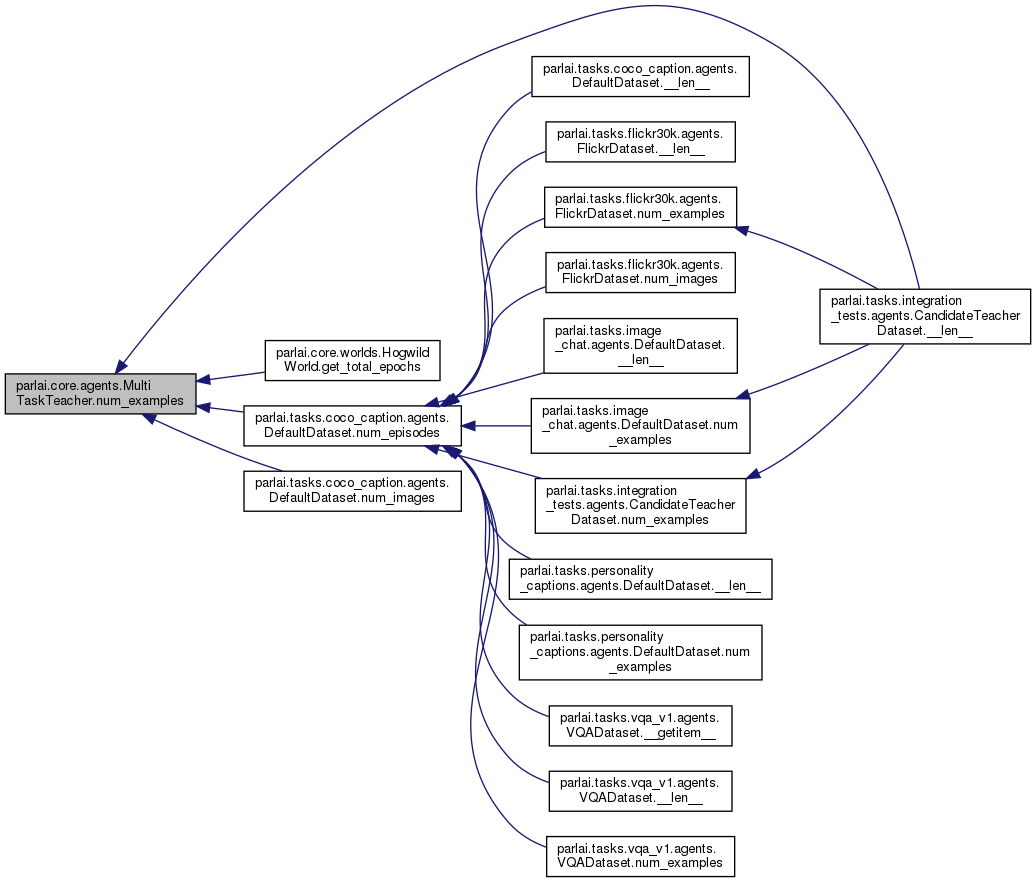 parlai.tasks.coco_caption.agents.
DefaultDataset.__len__
parlai.tasks.flickr30k.agents.
FlickrDataset.__len__
parlai.tasks.flickr30k.agents.
FlickrDataset.num_examples
parlai.tasks.flickr30k.agents.
FlickrDataset.num_images
parlai.tasks.integration
_tests.agents.CandidateTeacher
Dataset.__len__
parlai.tasks.image
_chat.agents.DefaultDataset.
__len__
parlai.core.worlds.Hogwild
World.get_total_epochs
parlai.core.agents.Multi
TaskTeacher.num_examples
parlai.tasks.coco_caption.agents.
DefaultDataset.num_episodes
parlai.tasks.image
_chat.agents.DefaultDataset.num
_examples
parlai.tasks.coco_caption.agents.
DefaultDataset.num_images
parlai.tasks.integration
_tests.agents.CandidateTeacher
Dataset.num_examples
parlai.tasks.personality
_captions.agents.DefaultDataset.__len__
parlai.tasks.personality
_captions.agents.DefaultDataset.num
_examples
parlai.tasks.vqa_v1.agents.
VQADataset.__getitem__
parlai.tasks.vqa_v1.agents.
VQADataset.__len__
parlai.tasks.vqa_v1.agents.
VQADataset.num_examples